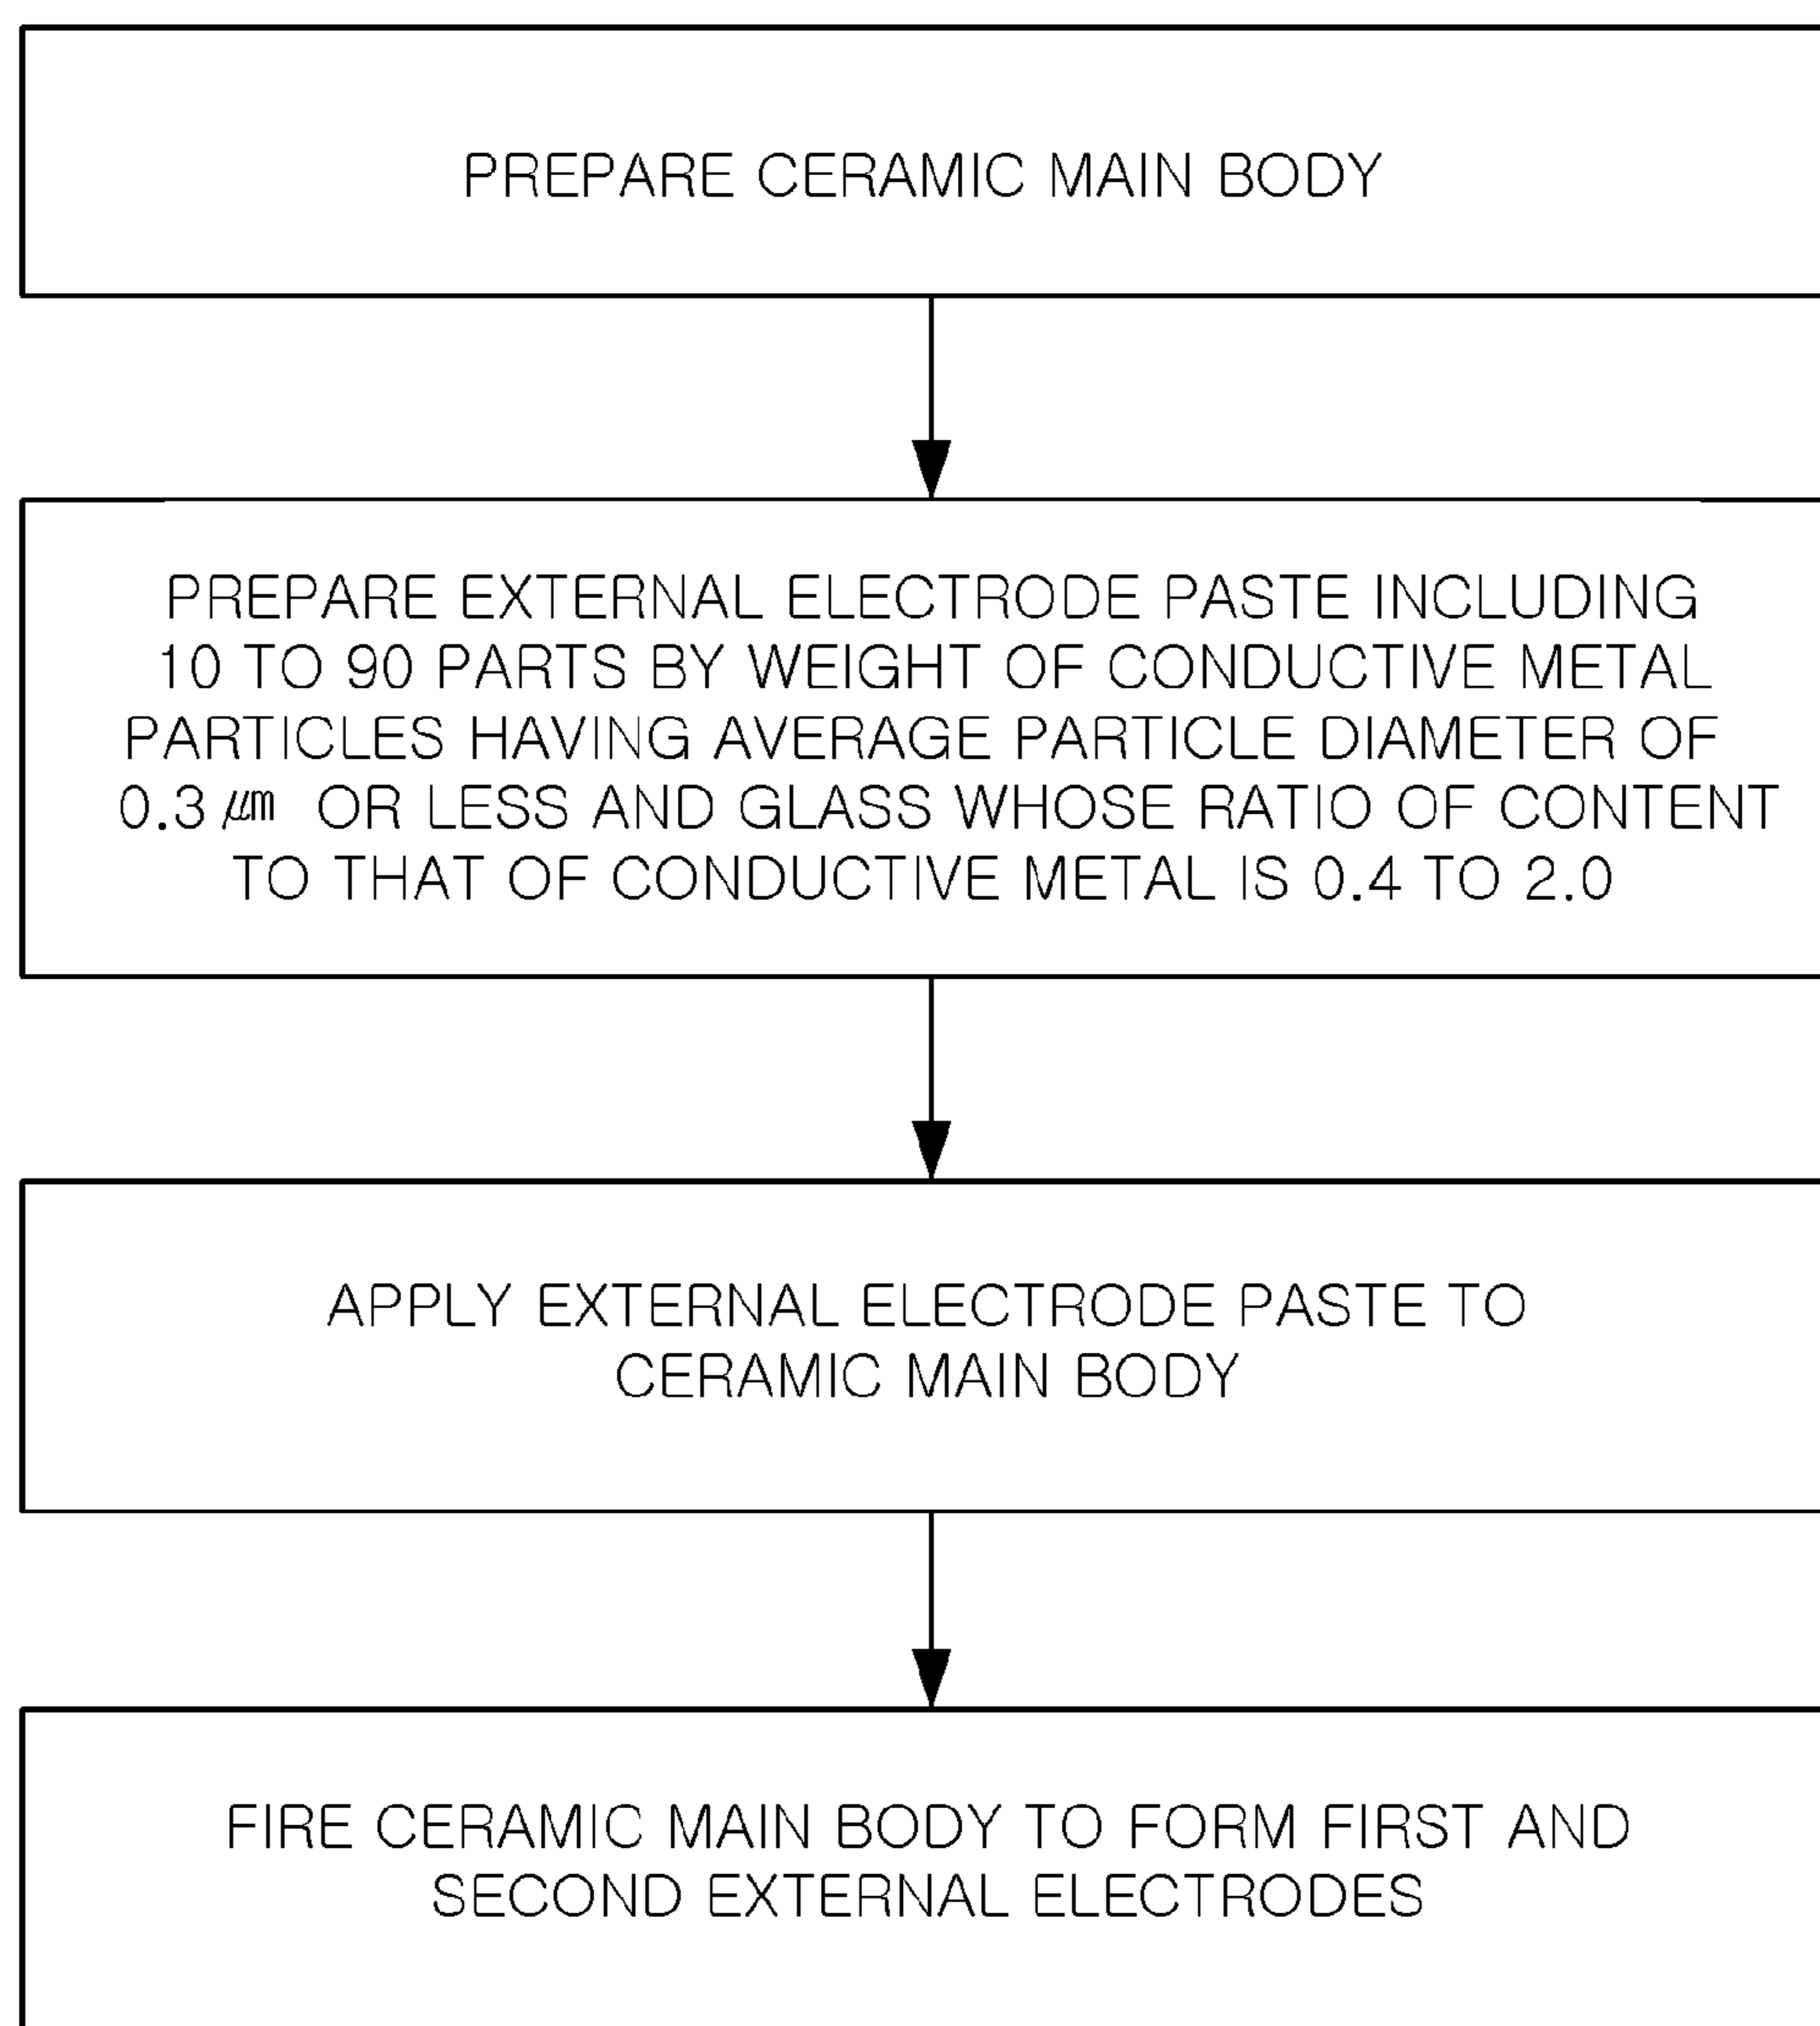 PREPARE CERAMIC MAIN BODY
PREPARE EXTERNAL ELECTRODE PASTE INCLUDING
10 TO 90 PARTS BY WEIGHT OF CONDUCTIVE METAL
PARTICLES HAVING AVERAGE PARTICLE DIAMETER OF
0.3 ㎛ OR LESS AND GLASS WHOSE RATIO OF CONTENT
TO THAT OF CONDUCTIVE METAL IS 0.4 TO 2.0
APPLY EXTERNAL ELECTRODE PASTE TO
CERAMIC MAIN BODY
FIRE CERAMIC MAIN BODY TO FORM FIRST AND
SECOND EXTERNAL ELECTRODES